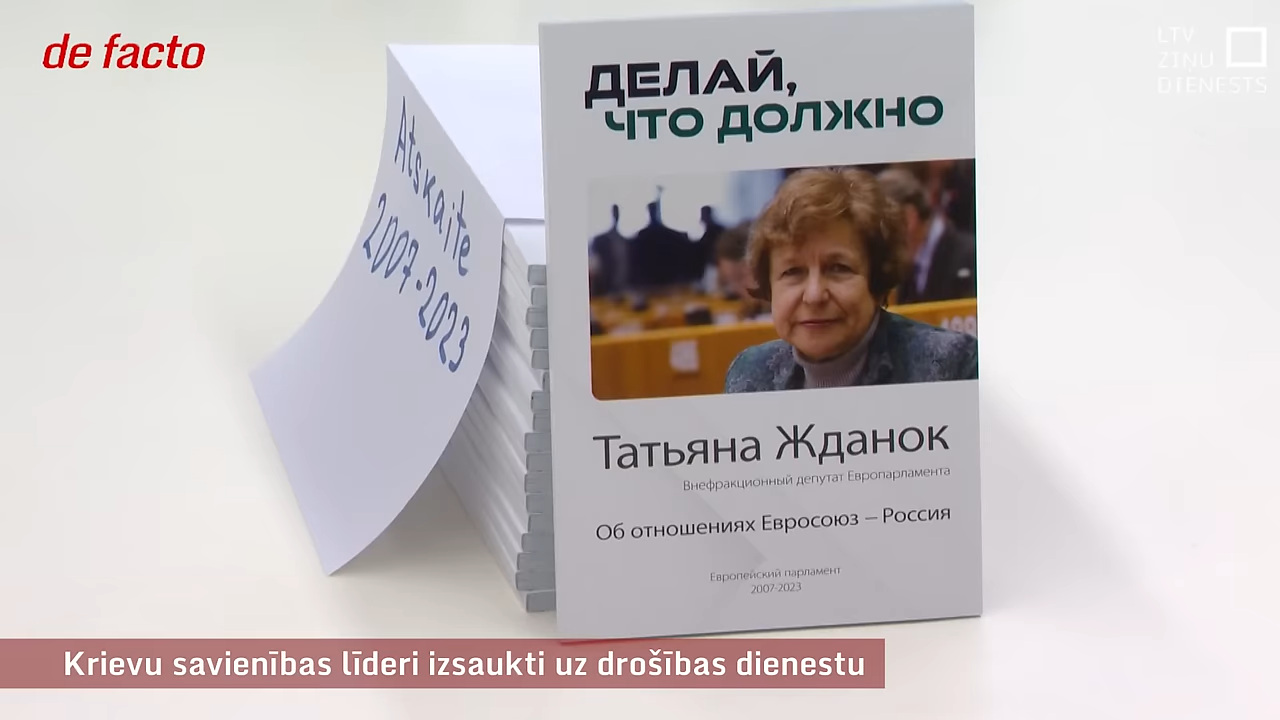 de facto
LTV
ZIŅU
DIENESTS
Atskaite
2007-2023
ДЕЛАЙ,
ЧТО ДОЛЖНО
Татьяна Жданок
Внефракционный депутат Европарламента
Об отношениях Евросоюз – Россия
Европейский парламент
2007-2023
Krievu savienības līderi izsaukti uz drošības dienestu